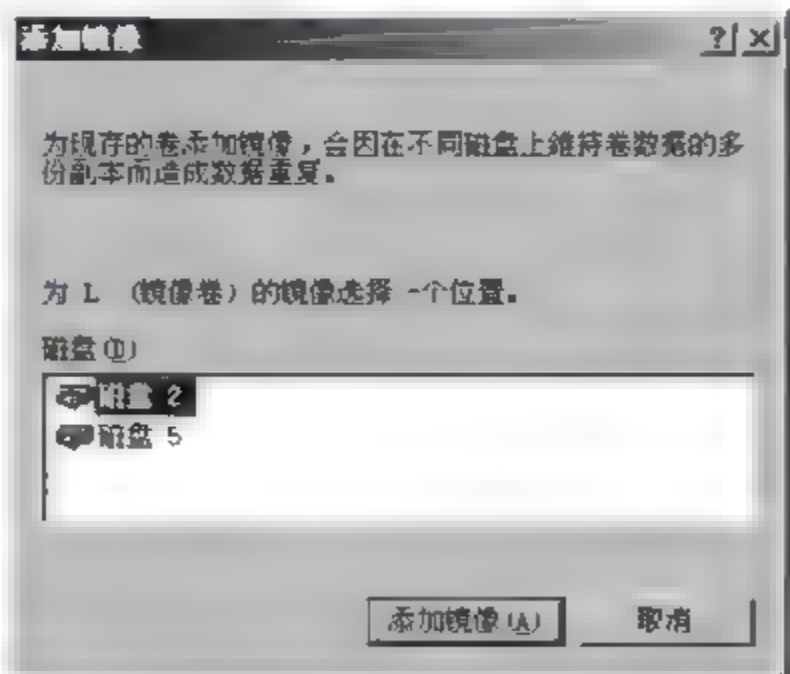 添加镜像
为现存的卷添加镜像，会因在不同磁盘上维持卷数据的多
份副本而造成数据重复。
为 L （镜像卷）的镜像选择一个位置。
磁盘(D)
磁盘 2
磁盘 5
添加镜像(A)
取消